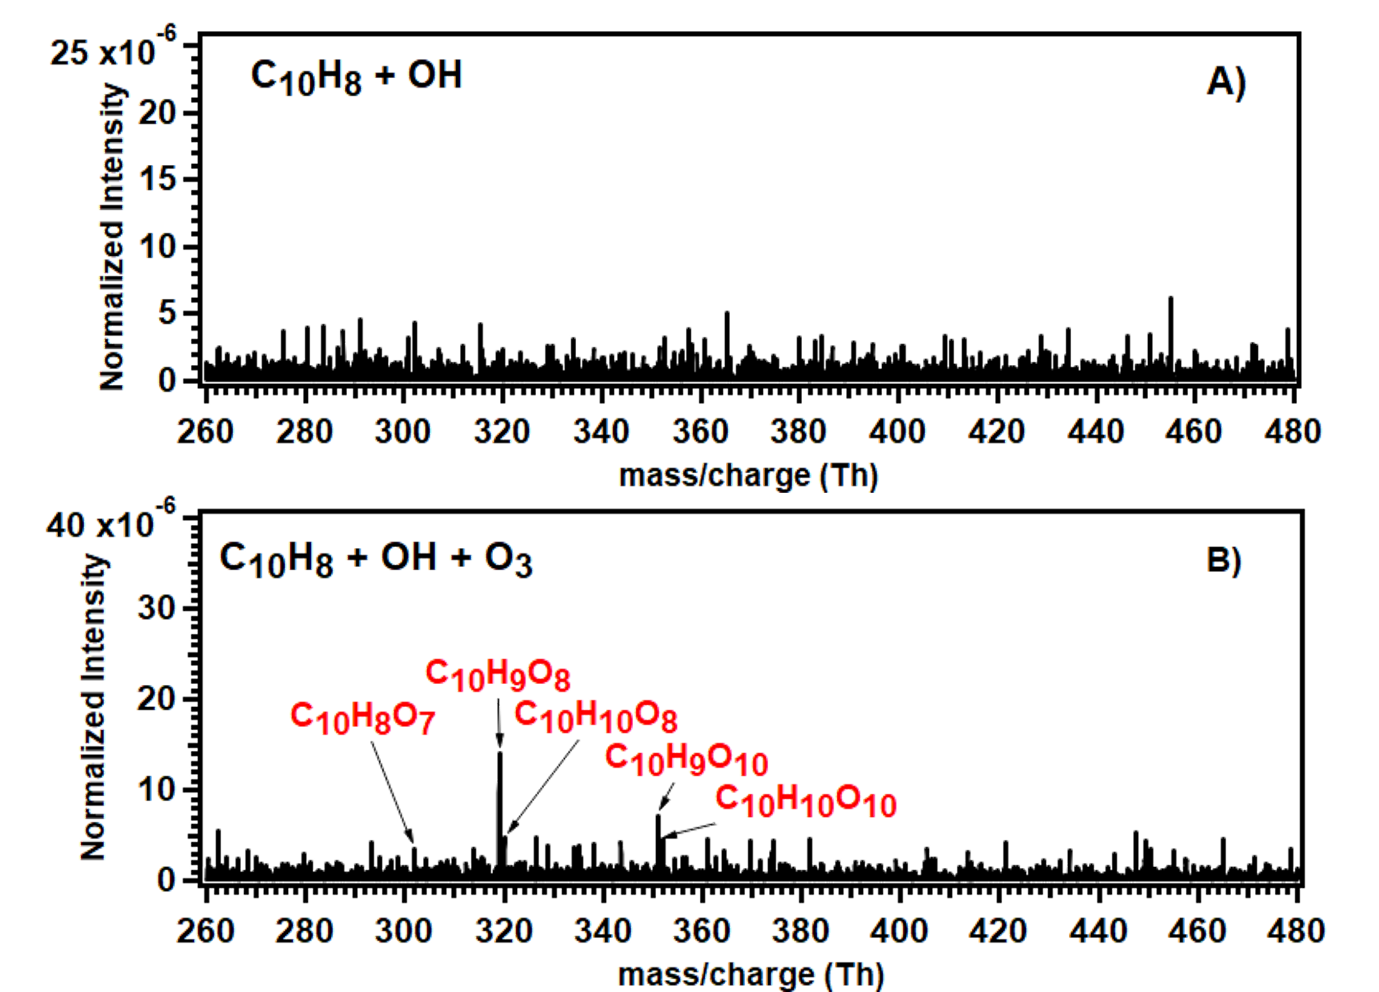 25 x10-6
C10H8 + OH
A)
20
15
10
5
0
Normalized Intensity
260 280 300 320 340 360 380 400 420 440 460 480
mass/charge (Th)
40 x10-6
C10H8 + OH + O3
B)
30
20
10
0
Normalized Intensity
C10H9O8
C10H8O7
C10H10O8
C10H9O10
C10H10O10
260 280 300 320 340 360 380 400 420 440 460 480
mass/charge (Th)